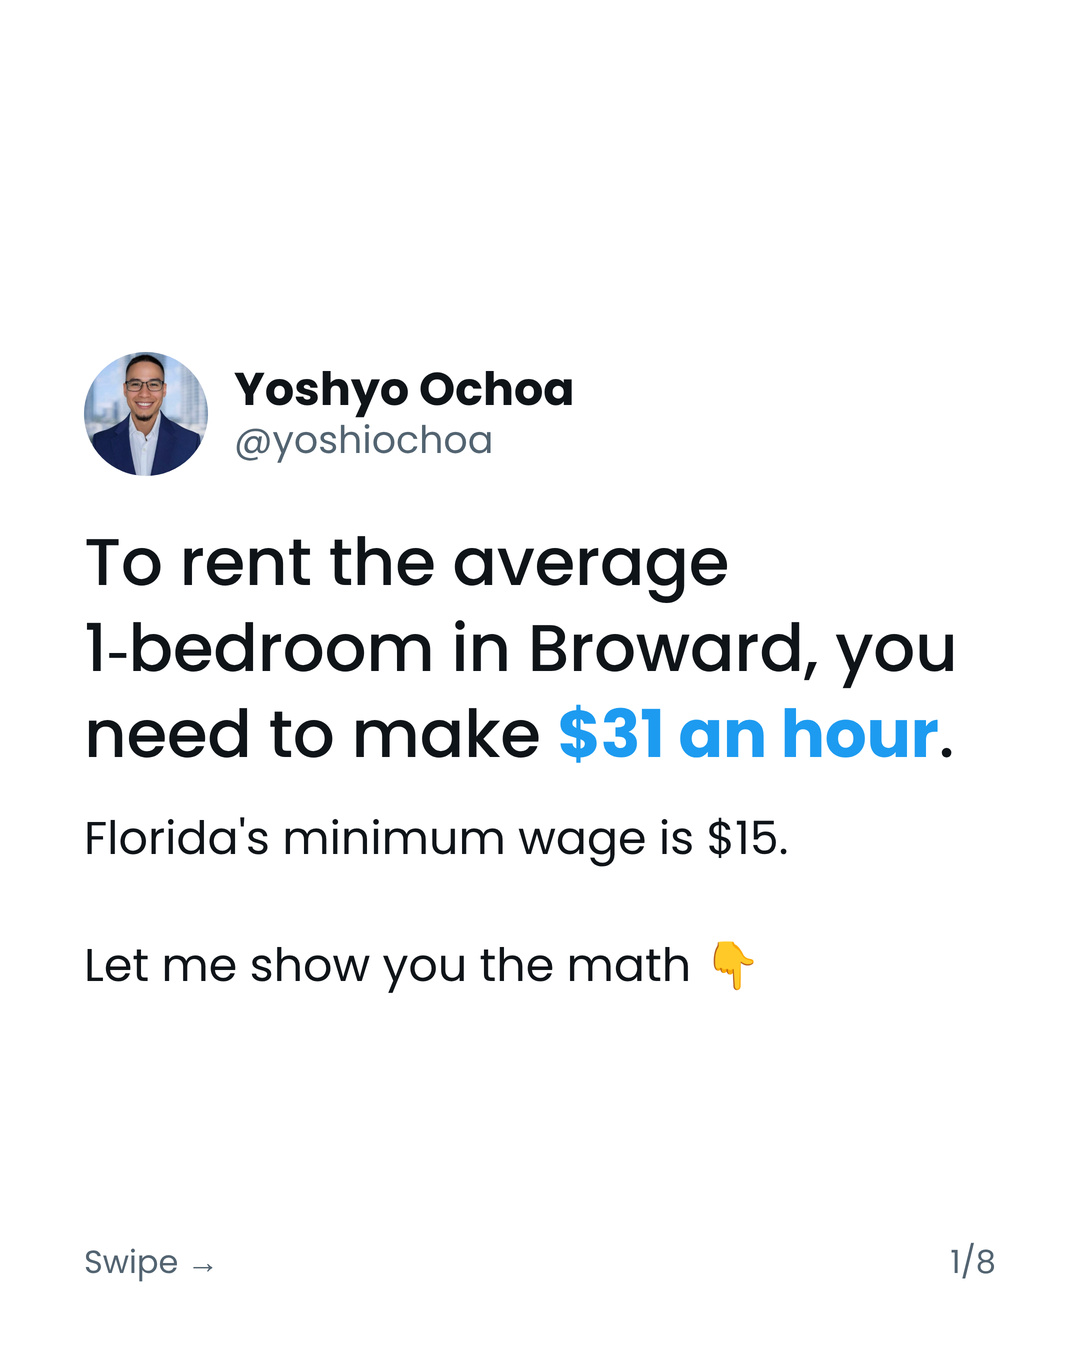 Yoshyo Ochoa
@yoshiochoa
To rent the average
1-bedroom in Broward, you
need to make $31 an hour.
Florida's minimum wage is $15.
Let me show you the math 👇
Swipe →
1/8